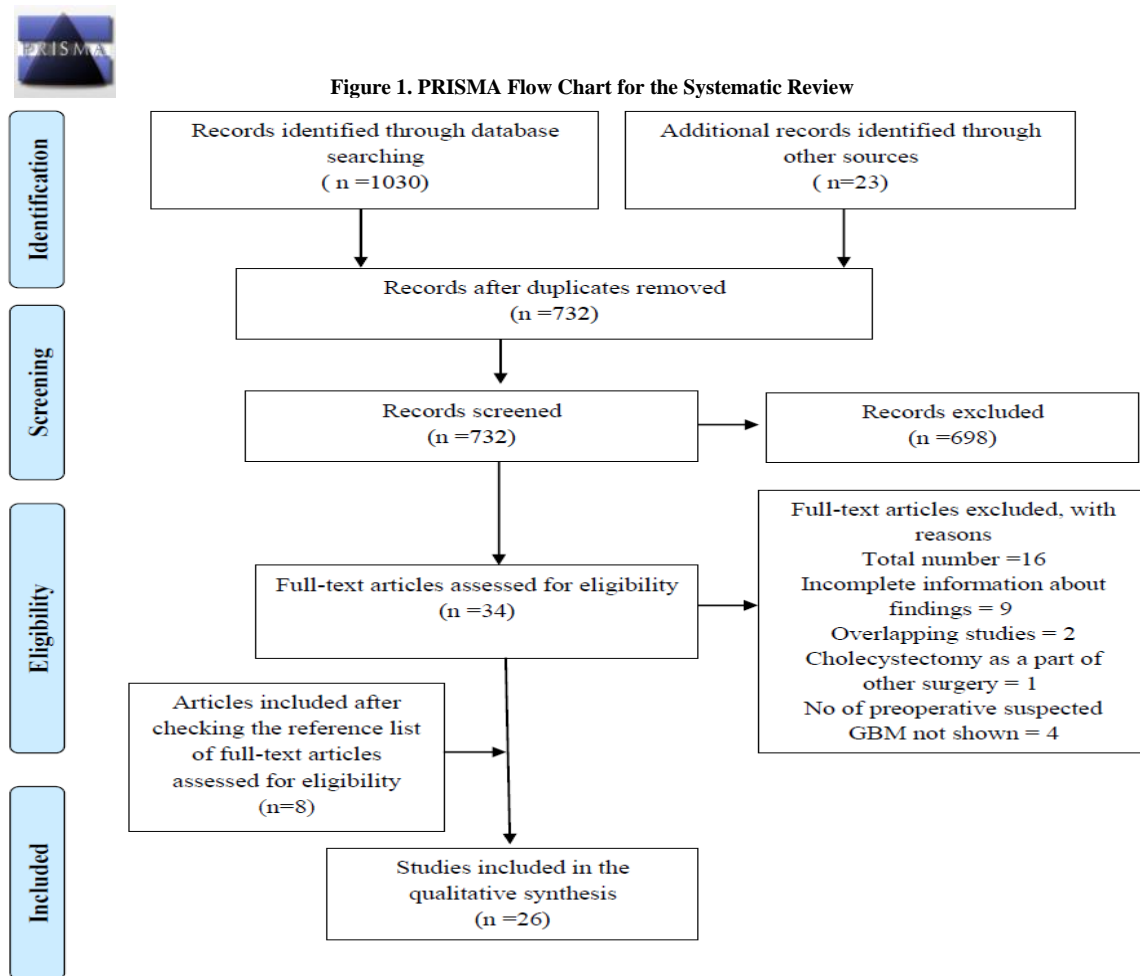 PRISMA
Figure 1. PRISMA Flow Chart for the Systematic Review
Identification
Records identified through database
searching
( n =1030)
Additional records identified through
other sources
( n=23)
Records after duplicates removed
(n =732)
Screening
Records screened
(n =732)
Records excluded
(n =698)
Eligibility
Full-text articles assessed for eligibility
(n =34)
Full-text articles excluded, with
reasons
Total number =16
Incomplete information about
findings = 9
Overlapping studies = 2
Cholecystectomy as a part of
other surgery = 1
No of preoperative suspected
GBM not shown = 4
Articles included after
checking the reference list
of full-text articles
assessed for eligibility
(n=8)
Included
Studies included in the
qualitative synthesis
(n =26)